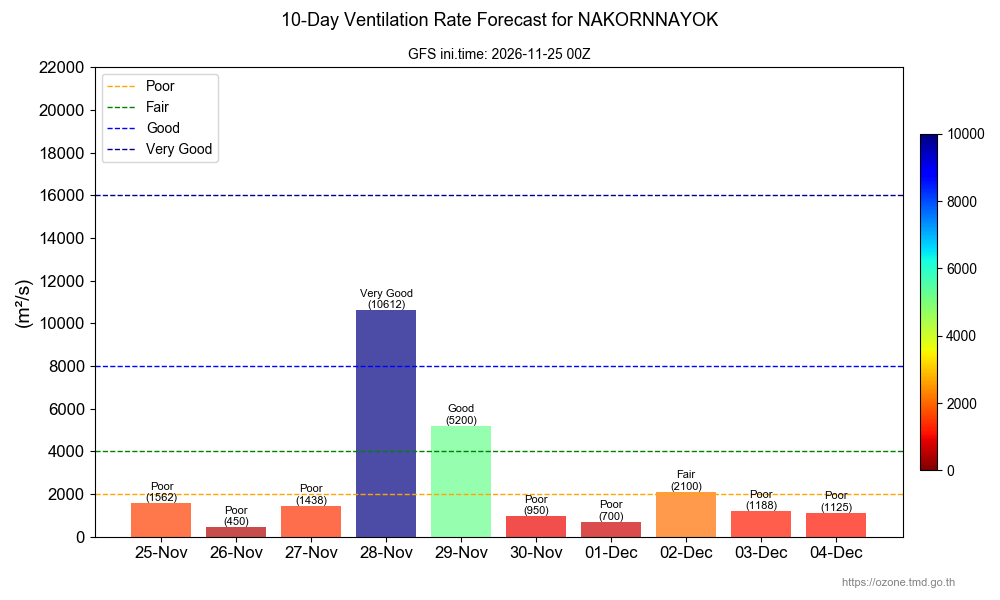 10-Day Ventilation Rate Forecast for NAKORNNAYOK
GFS ini.time: 2026-11-25 00Z
(m²/s)
22000
20000
18000
16000
14000
12000
10000
8000
6000
4000
2000
0
Poor
Fair
Good
Very Good
Poor
(1562)
Poor
(450)
Poor
(1438)
Very Good
(10612)
Good
(5200)
Poor
(950)
Poor
(700)
Fair
(2100)
Poor
(1188)
Poor
(1125)
25-Nov 26-Nov 27-Nov 28-Nov 29-Nov 30-Nov 01-Dec 02-Dec 03-Dec 04-Dec
10000
8000
6000
4000
2000
0
https://ozone.tmd.go.th